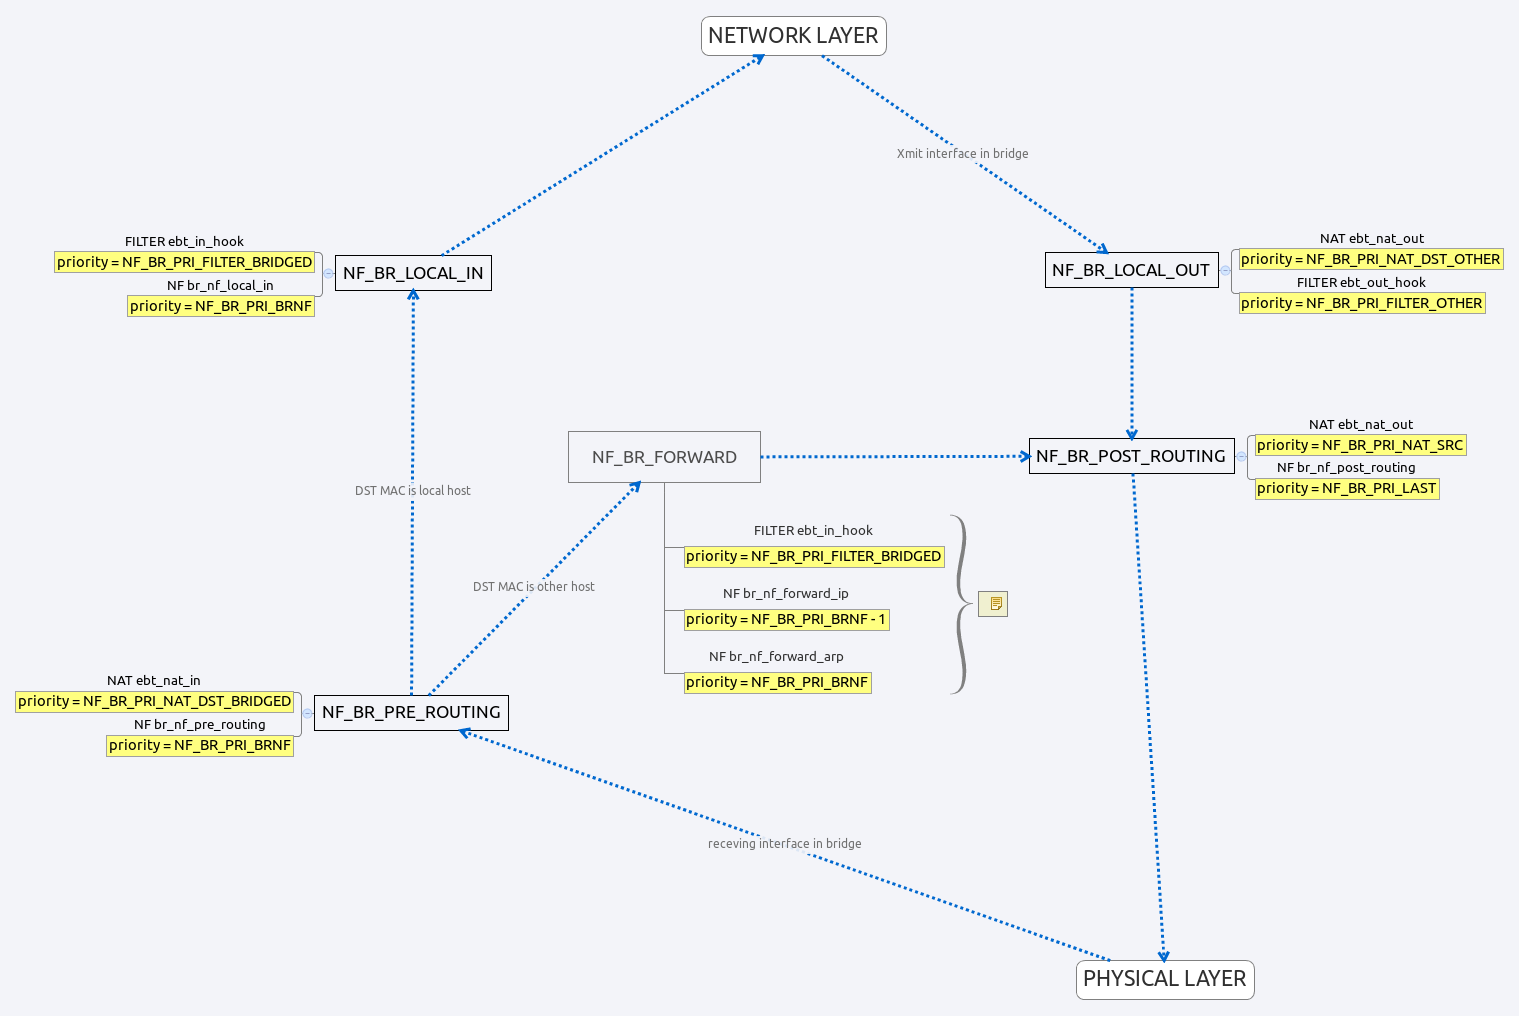 NETWORK LAYER
Xmit interface in bridge
FILTER ebt_in_hook
priority = NF_BR_PRI_FILTER_BRIDGED
NF br_nf_local_in
priority = NF_BR_PRI_BRNF
NF_BR_LOCAL_IN
NF_BR_LOCAL_OUT
NAT ebt_nat_out
priority = NF_BR_PRI_NAT_DST_OTHER
FILTER ebt_out_hook
priority = NF_BR_PRI_FILTER_OTHER
NF_BR_FORWARD
NF_BR_POST_ROUTING
NAT ebt_nat_out
priority = NF_BR_PRI_NAT_SRC
NF br_nf_post_routing
priority = NF_BR_PRI_LAST
DST MAC is local host
DST MAC is other host
FILTER ebt_in_hook
priority = NF_BR_PRI_FILTER_BRIDGED
NF br_nf_forward_ip
priority = NF_BR_PRI_BRNF - 1
NF br_nf_forward_arp
priority = NF_BR_PRI_BRNF
NAT ebt_nat_in
priority = NF_BR_PRI_NAT_DST_BRIDGED
NF br_nf_pre_routing
priority = NF_BR_PRI_BRNF
NF_BR_PRE_ROUTING
receving interface in bridge
PHYSICAL LAYER